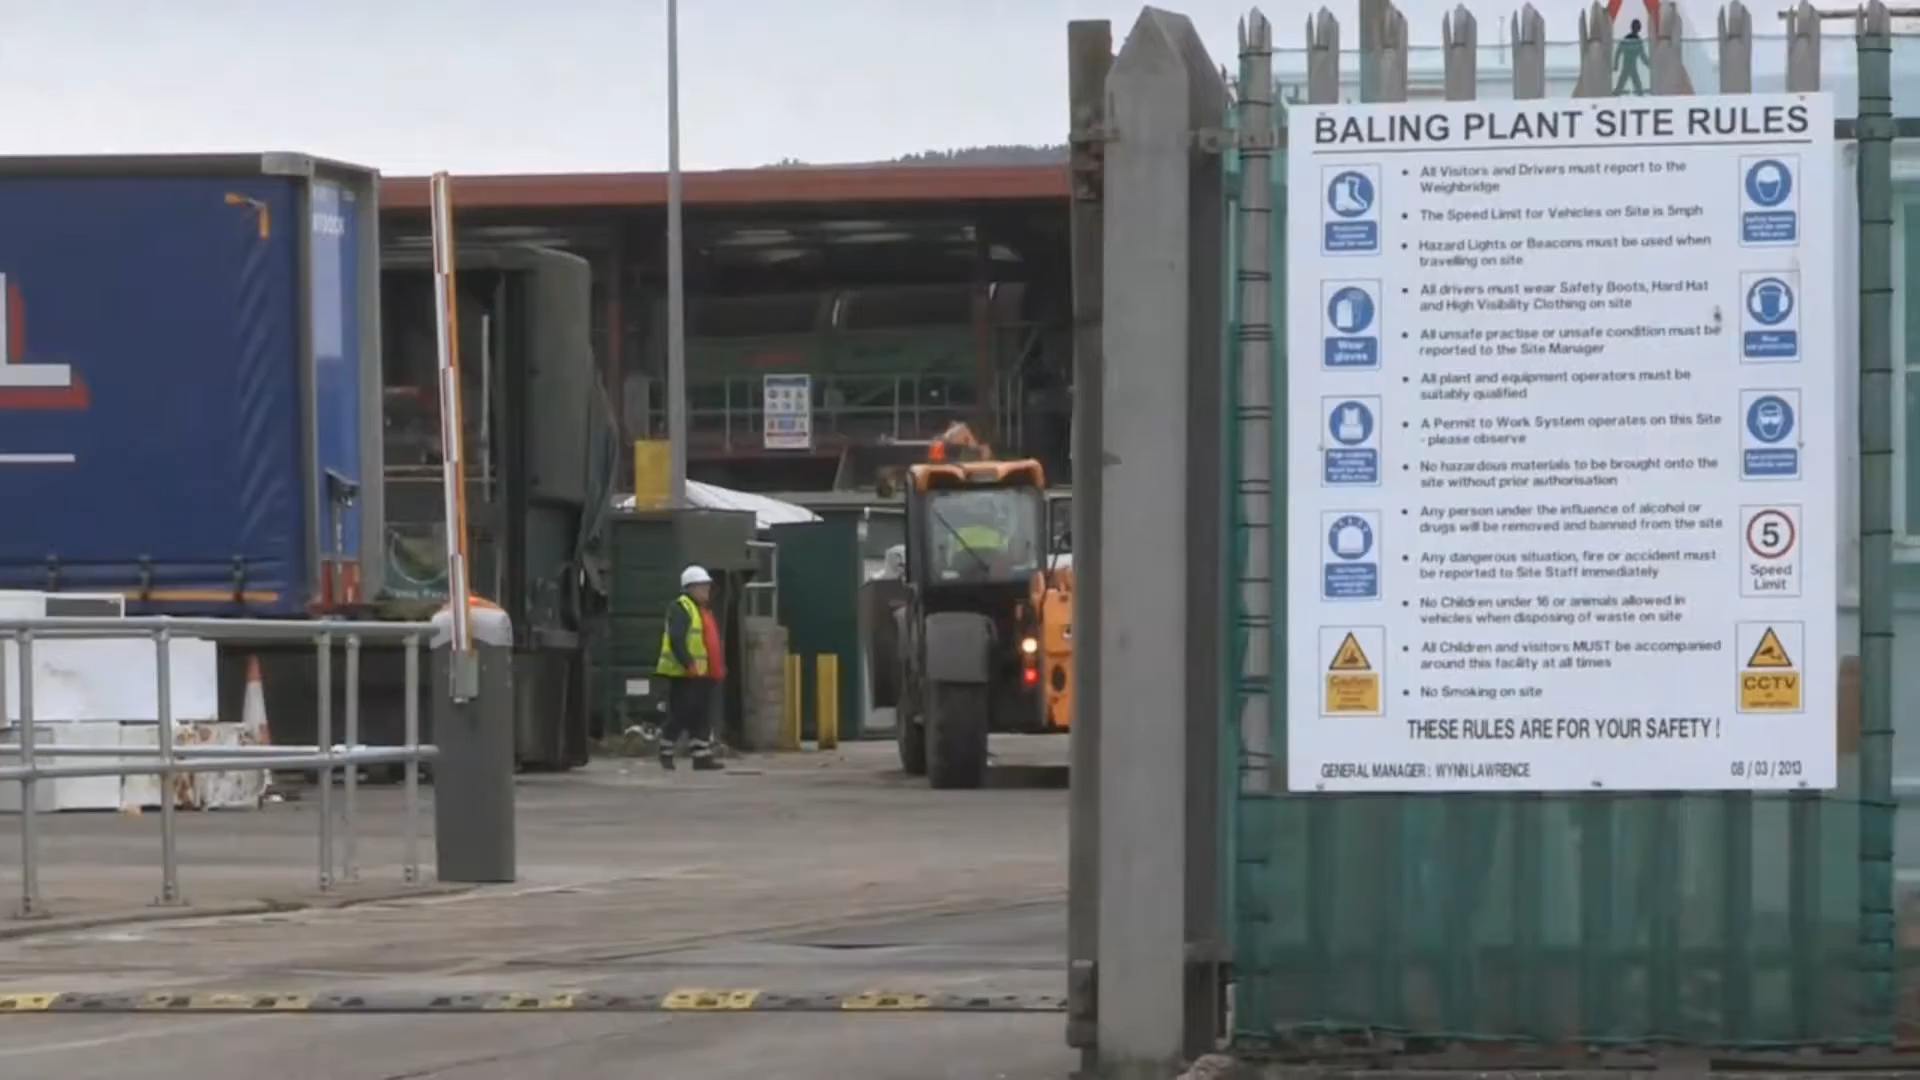 BALING PLANT SITE RULES
• All Visitors and Drivers must report to the
Weighbridge
• The Speed Limit for Vehicles on Site is 5mph
• Hazard Lights or Beacons must be used when
travelling on site
• All drivers must wear Safety Boots, Hard Hat
and High Visibility Clothing on site
• All unsafe practise or unsafe condition must be
reported to the Site Manager
• All plant and equipment operators must be
suitably qualified
• A Permit to Work System operates on this Site
- please observe
• No hazardous materials to be brought onto the
site without prior authorisation
• Any person under the influence of alcohol or
drugs will be removed and banned from the site
• Any dangerous situation, fire or accident must
be reported to Site Staff immediately
• No Children under 16 or animals allowed in
vehicles when disposing of waste on site
• All Children and visitors MUST be accompanied
around this facility at all times
• No Smoking on site
Wear
gloves
5
Speed
Limit
Caution
CCTV
THESE RULES ARE FOR YOUR SAFETY !
GENERAL MANAGER : WYNN LAWRENCE
08 / 03 / 2013